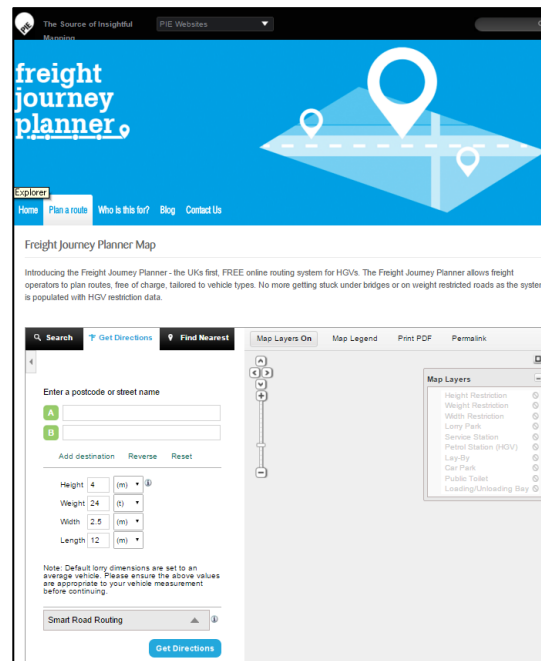 PIE
The Source of Insightful
Mapping
PIE Websites
freight
journey
planner
Explorer
Home Plan a route Who is this for? Blog Contact Us
Freight Journey Planner Map
Introducing the Freight Journey Planner - the UKs first, FREE online routing system for HGVs. The Freight Journey Planner allows freight
operators to plan routes, free of charge, tailored to vehicle types. No more getting stuck under bridges or on weight restricted roads as the system
is populated with HGV restriction data.
Search Get Directions Find Nearest Map Layers On Map Legend Print PDF Permalink
Enter a postcode or street name
A
B
Add destination Reverse Reset
Height 4 (m)
Weight 24 (t)
Width 2.5 (m)
Length 12 (m)
Note: Default lorry dimensions are set to an
average vehicle. Please ensure the above values
are appropriate to your vehicle measurement
before continuing.
Smart Road Routing
Get Directions
Map Layers
Height Restriction
Weight Restriction
Width Restriction
Lorry Park
Service Station
Petrol Station (HGV)
Lay-By
Car Park
Public Toilet
Loading/Unloading Bay